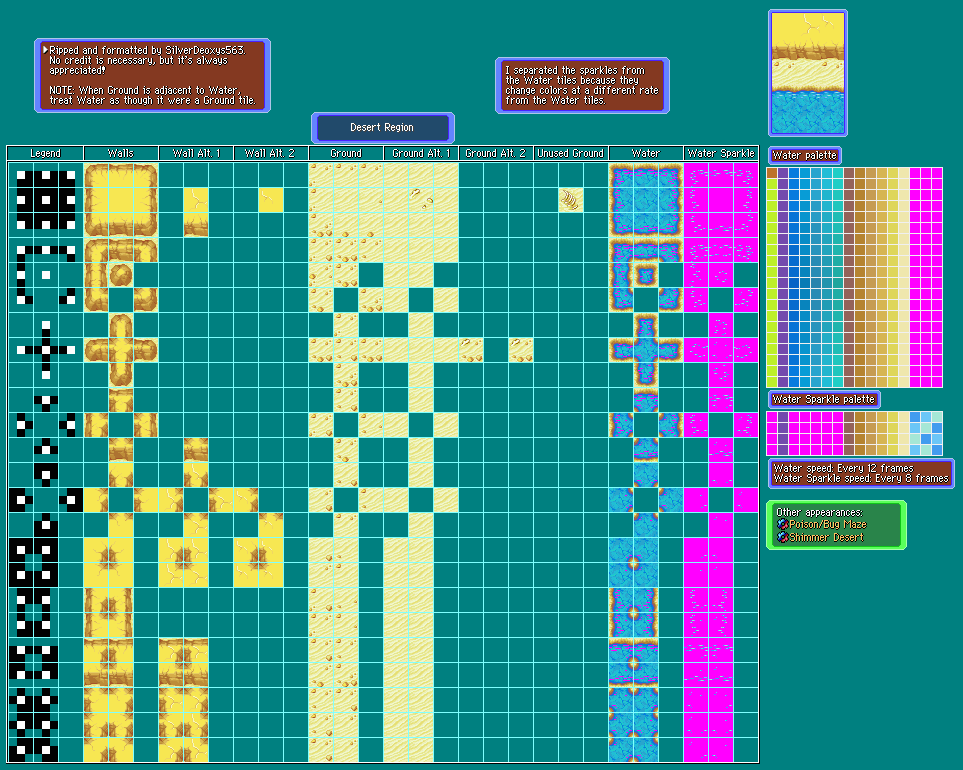 Ripped and formatted by SilverDeoxys563.
No credit is necessary, but it's always
appreciated!
NOTE: When Ground is adjacent to Water,
treat Water as though it were a Ground tile.
I separated the sparkles from
the Water tiles because they
change colors at a different rate
from the Water tiles.
Desert Region
Legend
Walls
Wall Alt. 1
Wall Alt. 2
Ground
Ground Alt. 1
Ground Alt. 2
Unused Ground
Water
Water Sparkle
Water palette
Water Sparkle palette
Water speed: Every 12 frames
Water Sparkle speed: Every 8 frames
Other appearances:
Poison/Bug Maze
Shimmer Desert